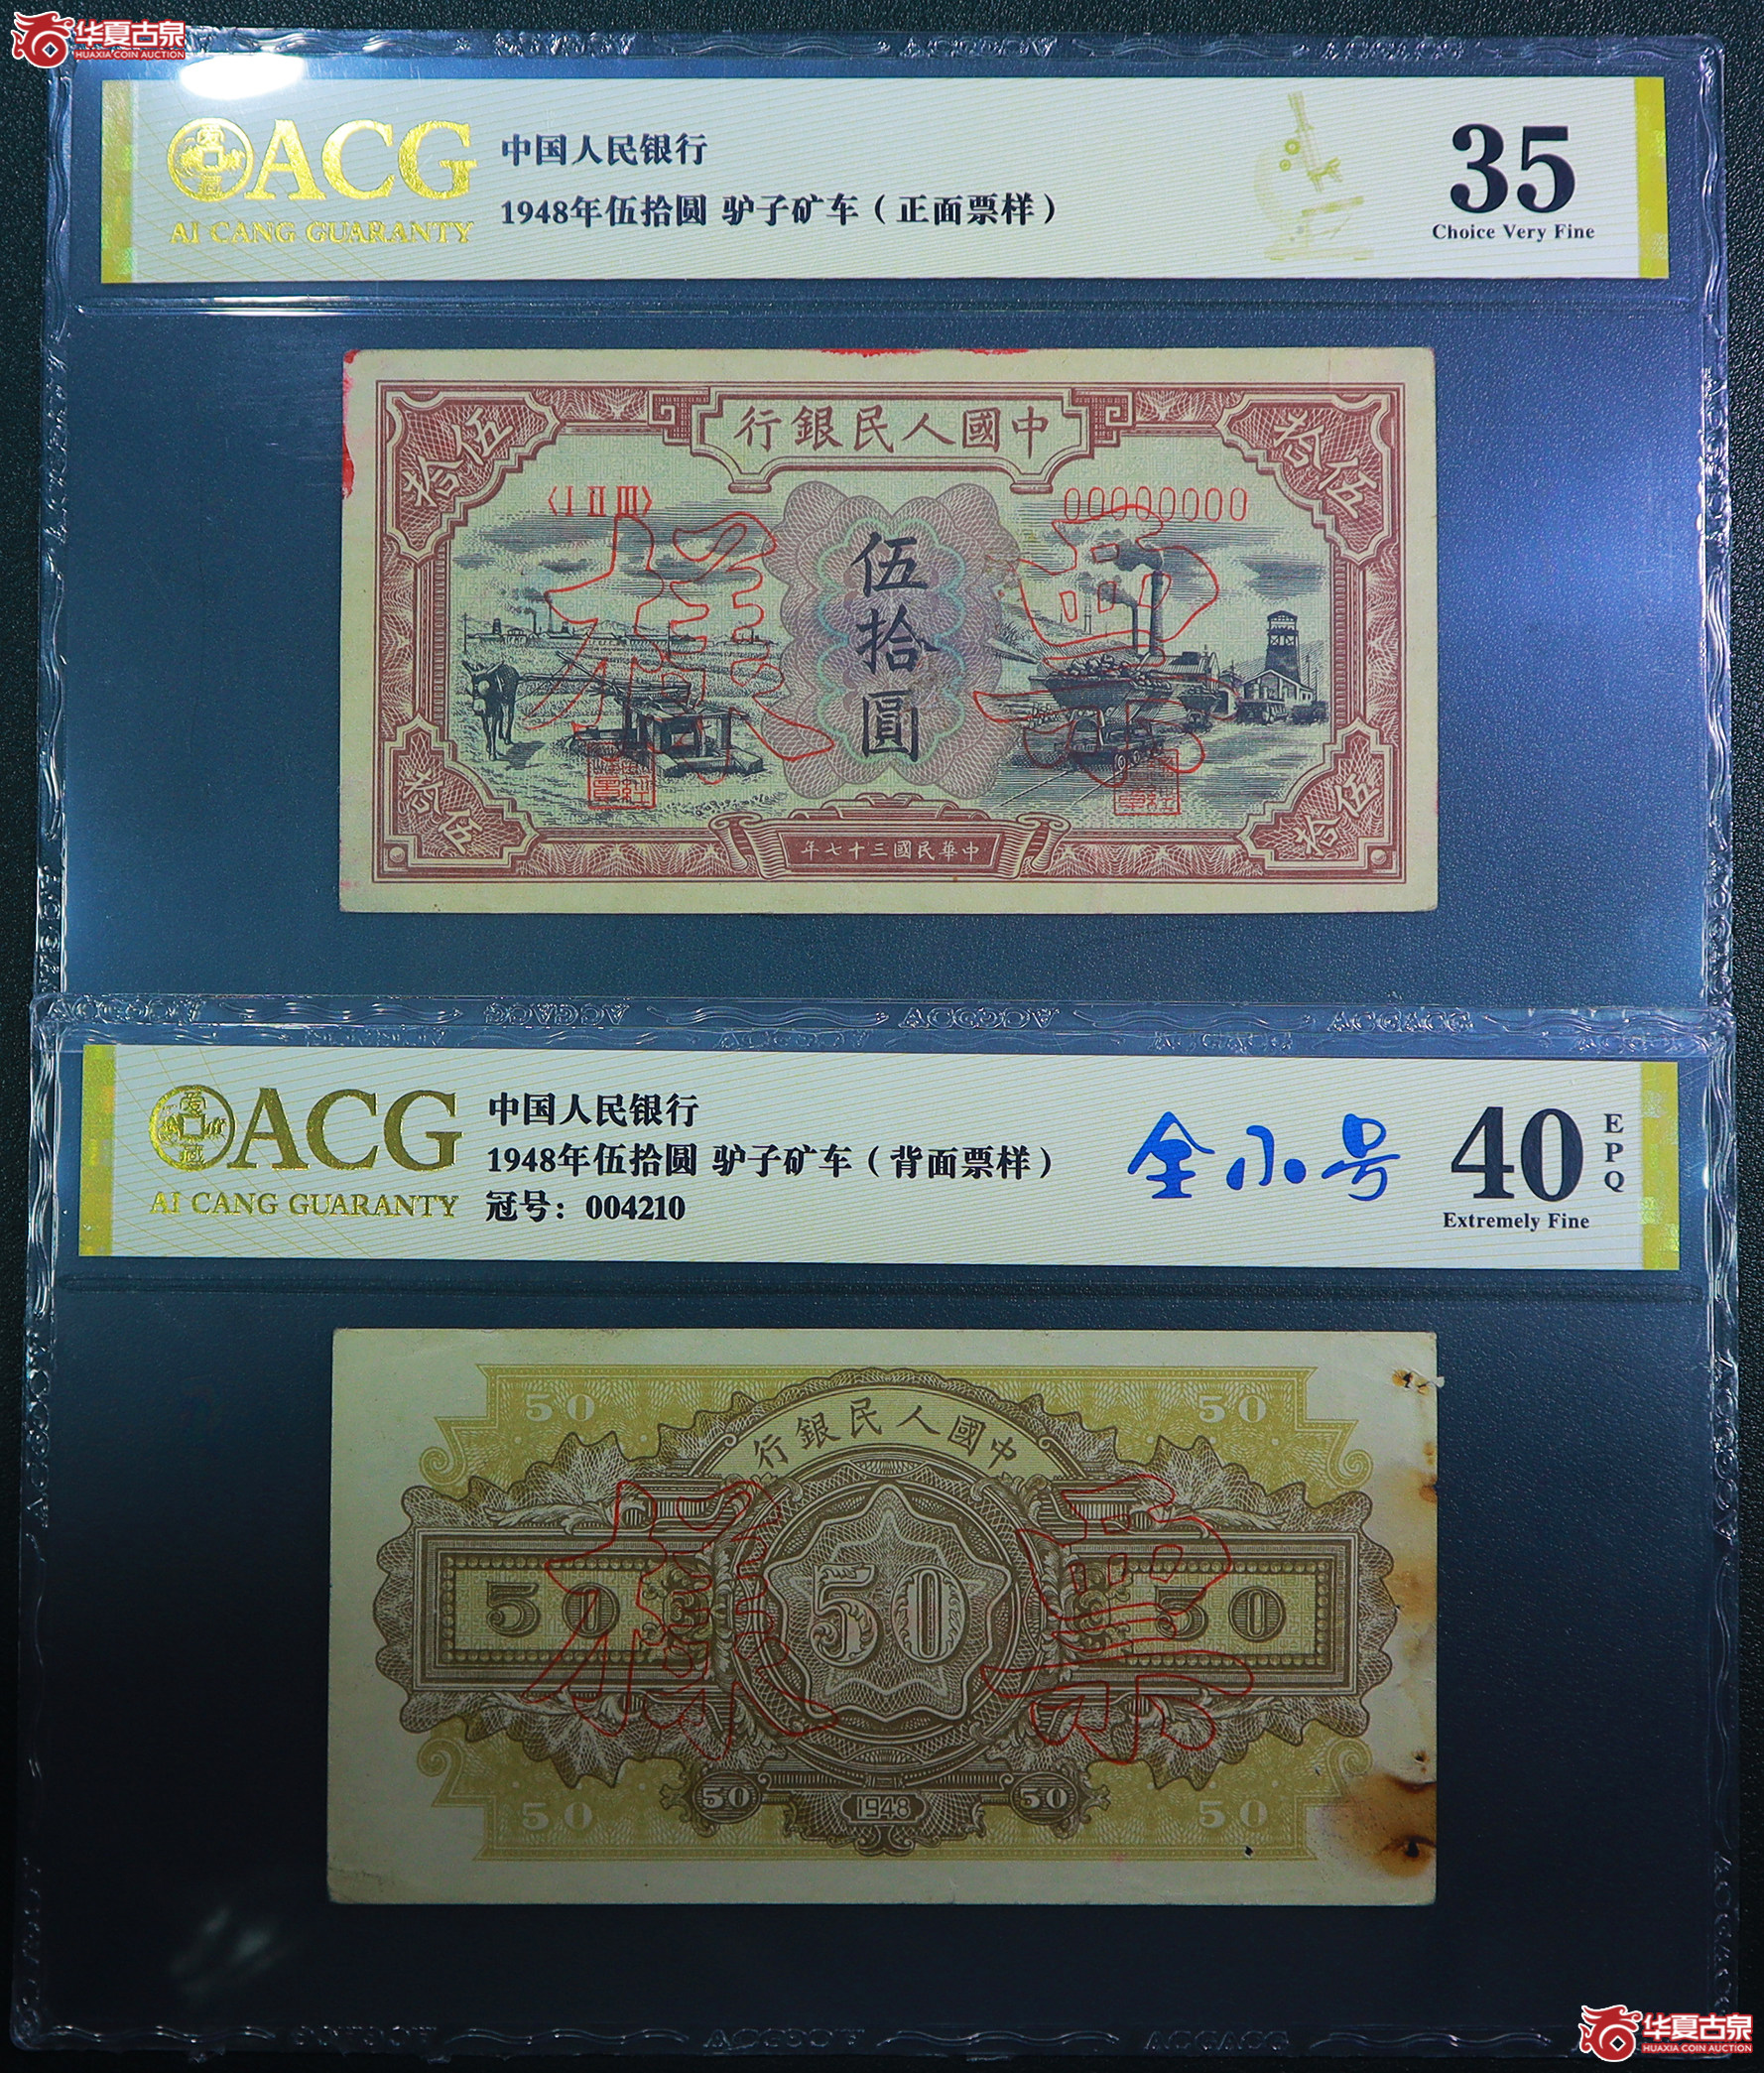 华夏古泉
HUAXIA COIN AUCTION
ACG
AI CANG GUARANTY
中国人民银行
1948年伍拾圆 驴子矿车（正面票样）
35
Choice Very Fine
行銀民人國中
拾伍
拾伍
〈I II III〉
00000000
票樣
伍拾圓
拾伍
拾伍
年七十三國民華中
ACGACG
ACGACG
ACGACG
ACG
爱藏
AI CANG GUARANTY
中国人民银行
1948年伍拾圆 驴子矿车（背面票样）
冠号：004210
全小号
40
EPQ
Extremely Fine
50
50
行銀民人國中
票樣
50
50
50
50
50
50
1948
50
50
华夏古泉
HUAXIA COIN AUCTION